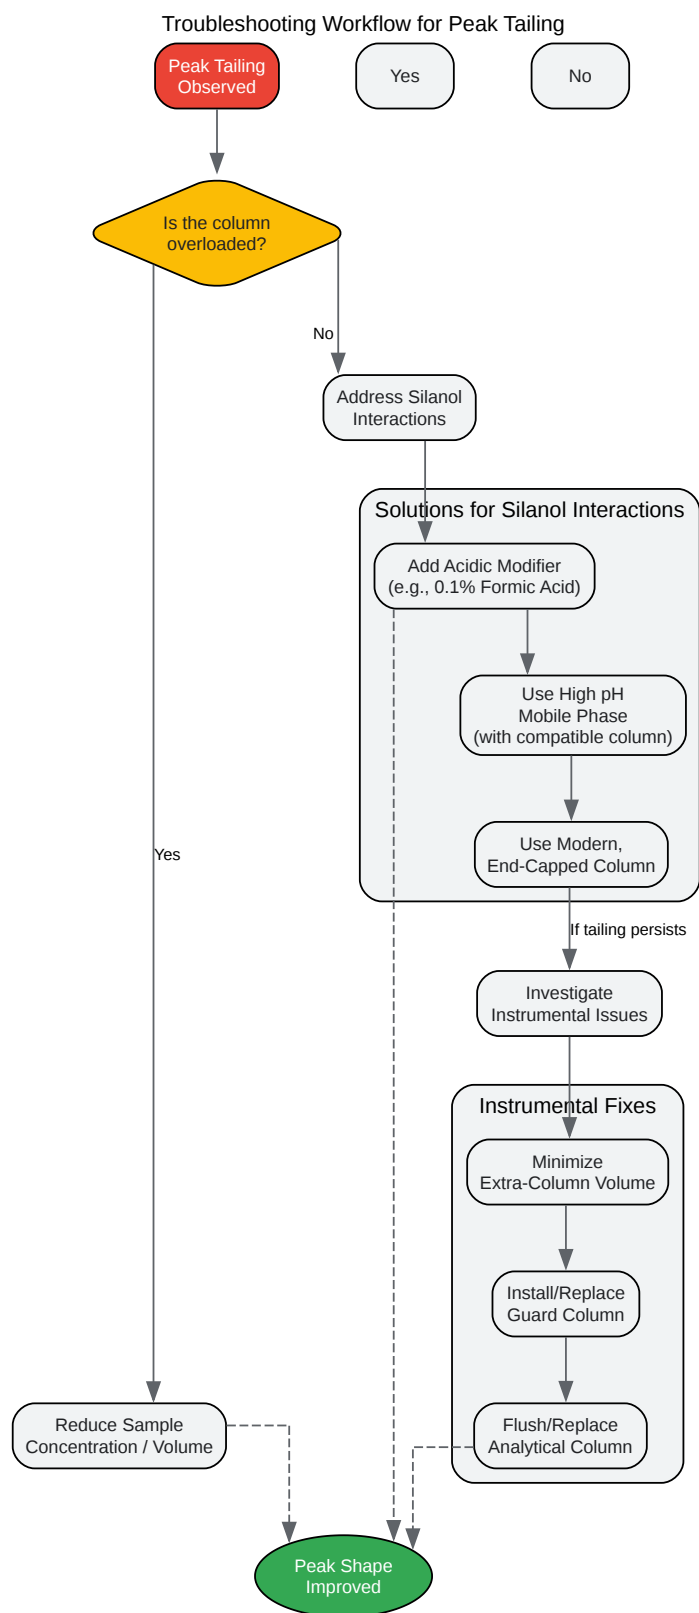 Troubleshooting Workflow for Peak Tailing
Peak Tailing
Observed
Yes
No
Is the column
overloaded?
No
Address Silanol
Interactions
Solutions for Silanol Interactions
Add Acidic Modifier
(e.g., 0.1% Formic Acid)
Use High pH
Mobile Phase
(with compatible column)
Use Modern,
End-Capped Column
Yes
If tailing persists
Investigate
Instrumental Issues
Instrumental Fixes
Minimize
Extra-Column Volume
Install/Replace
Guard Column
Reduce Sample
Concentration / Volume
Flush/Replace
Analytical Column
Peak Shape
Improved